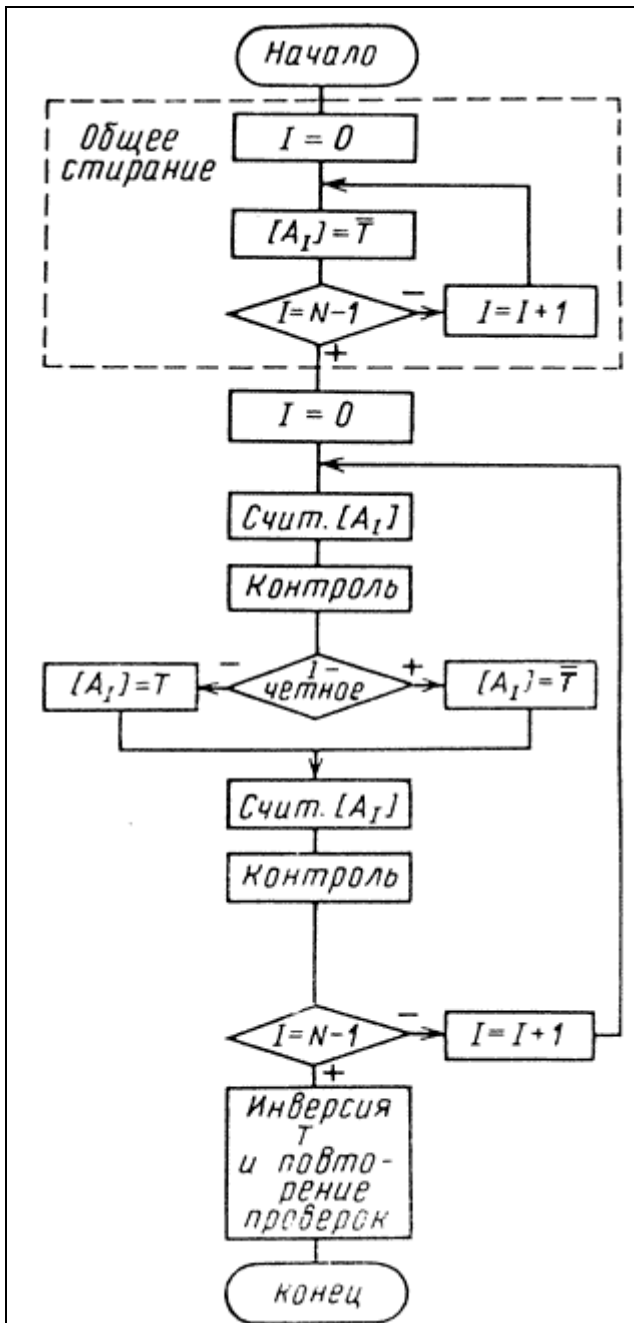 Начало
Общее
стирание
I = 0
[A_I] = T̅
I = N−1
−
I = I + 1
+
I = 0
Счит. [A_I]
Контроль
−
I −
четное
+
[A_I] = T
[A_I] = T̅
Счит. [A_I]
Контроль
I = N−1
−
I = I + 1
+
Инверсия
T
и повто-
рение
проверок
конец